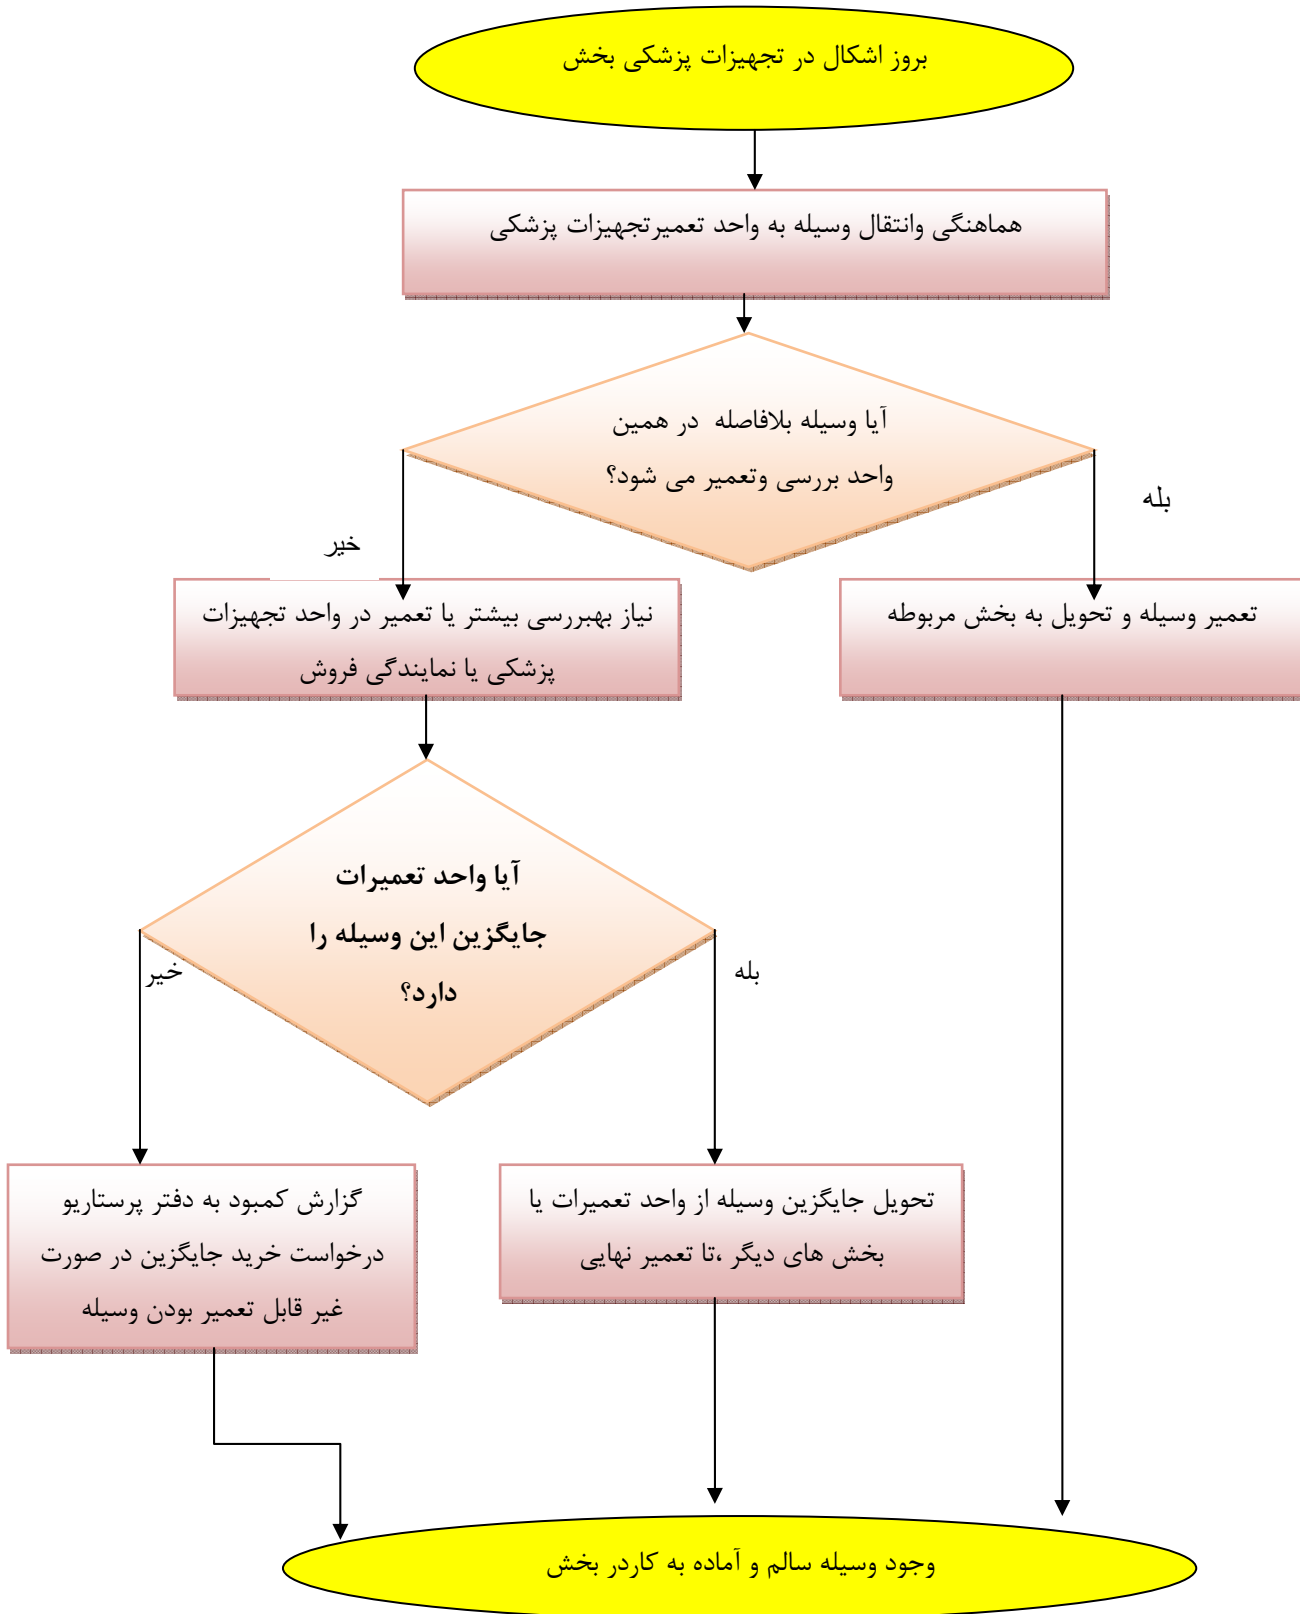 بروز اشکال در تجهیزات پزشکی بخش
هماهنگی وانتقال وسیله به واحد تعمیرتجهیزات پزشکی
آیا وسیله بلافاصله در همین
واحد بررسی وتعمیر می شود؟
بله
خیر
تعمیر وسیله و تحویل به بخش مربوطه
نیاز بهبررسی بیشتر یا تعمیر در واحد تجهیزات
پزشکی یا نمایندگی فروش
آیا واحد تعمیرات
جایگزین این وسیله را
دارد؟
بله
خیر
تحویل جایگزین وسیله از واحد تعمیرات یا
بخش های دیگر ،تا تعمیر نهایی
گزارش کمبود به دفتر پرستاریو
درخواست خرید جایگزین در صورت
غیر قابل تعمیر بودن وسیله
وجود وسیله سالم و آماده به کاردر بخش